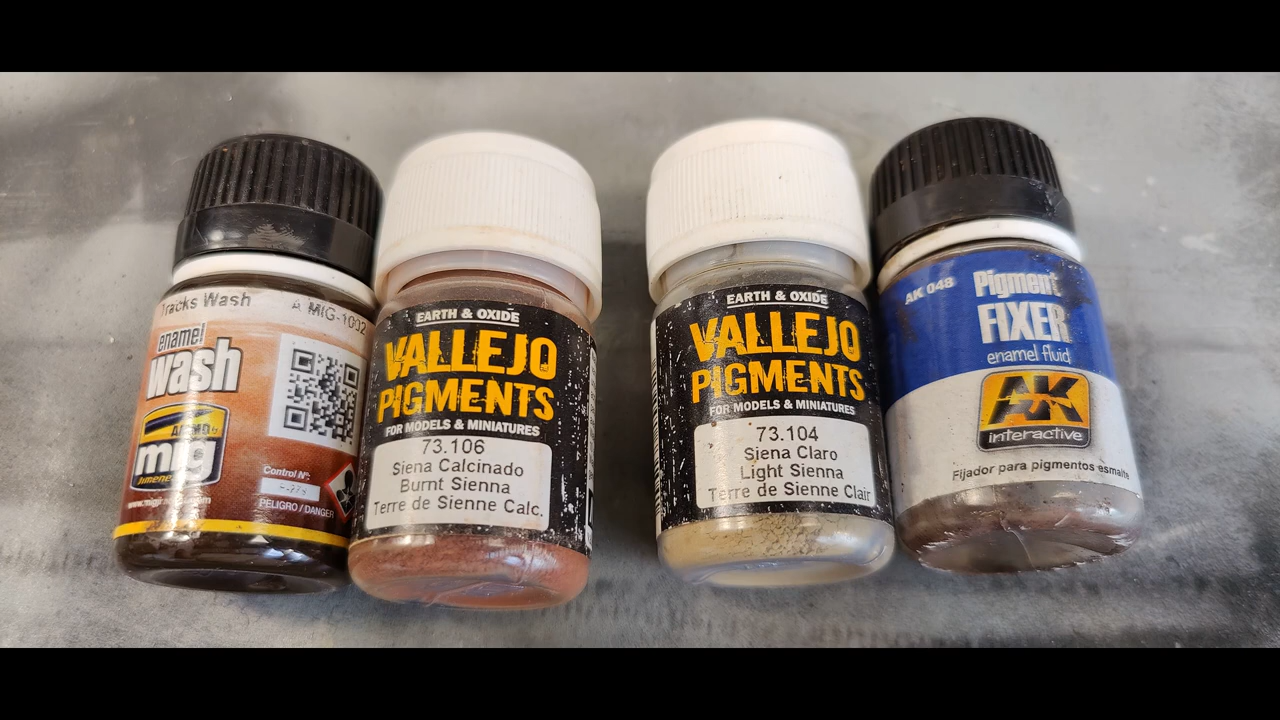 Tracks Wash A MIG-1002
enamel
wash
AMMO
mig
Jimenez
Control Nº:
PELIGRO / DANGER
EARTH & OXIDE
VALLEJO
PIGMENTS
FOR MODELS & MINIATURES
73.106
Siena Calcinado
Burnt Sienna
Terre de Sienne Calc.
EARTH & OXIDE
VALLEJO
PIGMENTS
FOR MODELS & MINIATURES
73.104
Siena Claro
Light Sienna
Terre de Sienne Clair
AK 048
Pigment
FIXER
enamel fluid
AK
interactive
Fijador para pigmentos esmalte